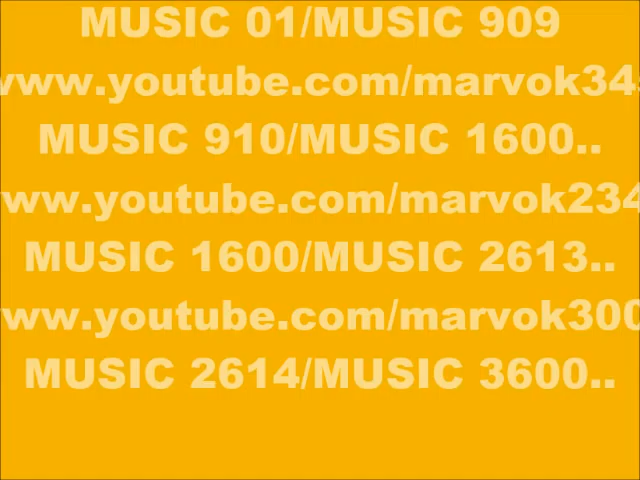 MUSIC 01/MUSIC 909
www.youtube.com/marvok343
MUSIC 910/MUSIC 1600..
www.youtube.com/marvok234
MUSIC 1600/MUSIC 2613..
www.youtube.com/marvok300
MUSIC 2614/MUSIC 3600..